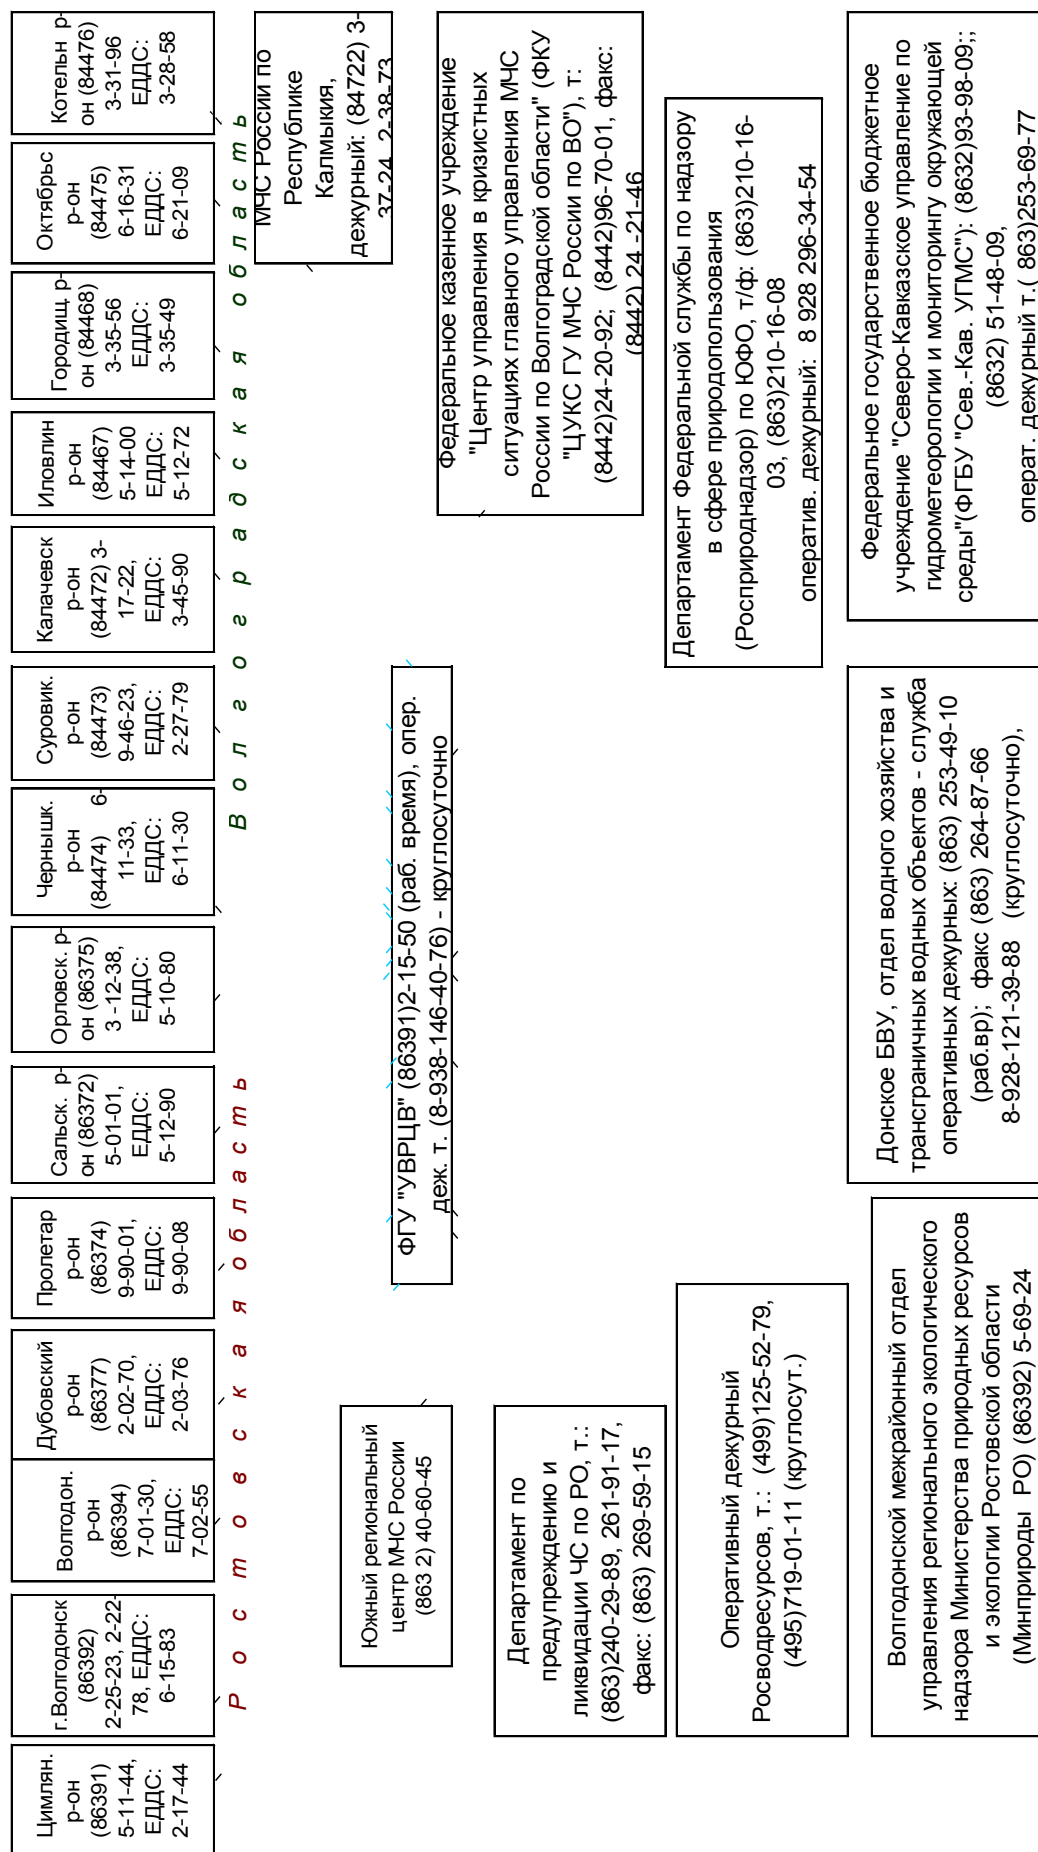 Цимлян.
р-он
(86391)
5-11-44,
ЕДДС:
2-17-44
г.Волгодонск
(86392)
2-25-23, 2-22-
78, ЕДДС:
6-15-83
Волгодон.
р-он
(86394)
7-01-30,
ЕДДС:
7-02-55
Дубовский
р-он
(86377)
2-02-70,
ЕДДС:
2-03-76
Пролетар
р-он
(86374)
9-90-01,
ЕДДС:
9-90-08
Сальск. р-
он (86372)
5-01-01,
ЕДДС:
5-12-90
Орловск. р-
он (86375)
3 -12-38,
ЕДДС:
5-10-80
Чернышк.
р-он
(84474) 6-
11-33,
ЕДДС:
6-11-30
Суровик.
р-он
(84473)
9-46-23,
ЕДДС:
2-27-79
Калачевск
р-он
(84472) 3-
17-22,
ЕДДС:
3-45-90
Иловлин
р-он
(84467)
5-14-00
ЕДДС:
5-12-72
Городищ. р-
он (84468)
3-35-56
ЕДДС:
3-35-49
Октябрьс
р-он
(84475)
6-16-31
ЕДДС:
6-21-09
Котельн р-
он (84476)
3-31-96
ЕДДС:
3-28-58
Ростовская область
Волгоградская область
МЧС России по
Республике
Калмыкия,
дежурный: (84722) 3-
37-24, 2-38-73
Южный региональный
центр МЧС России
(863 2) 40-60-45
ФГУ "УВРЦВ" (86391)2-15-50 (раб. время), опер.
деж. т. (8-938-146-40-76) - круглосуточно
Федеральное казенное учреждение
"Центр управления в кризистных
ситуациях главного управления МЧС
России по Волгоградской области" (ФКУ
"ЦУКС ГУ МЧС России по ВО"), т:
(8442)24-20-92; (8442)96-70-01, факс:
(8442) 24 -21-46
Департамент по
предупреждению и
ликвидации ЧС по РО, т.:
(863)240-29-89, 261-91-17,
факс: (863) 269-59-15
Департамент Федеральной службы по надзору
в сфере природопользования
(Росприроднадзор) по ЮФО, т/ф: (863)210-16-
03, (863)210-16-08
оператив. дежурный: 8 928 296-34-54
Оперативный дежурный
Росводресурсов, т.: (499)125-52-79,
(495)719-01-11 (круглосут.)
Волгодонской межрайонный отдел
управления регионального экологического
надзора Министерства природных ресурсов
и экологии Ростовской области
(Минприроды РО) (86392) 5-69-24
Донское БВУ, отдел водного хозяйства и
трансграничных водных объектов - служба
оперативных дежурных: (863) 253-49-10
(раб.вр); факс (863) 264-87-66
8-928-121-39-88 (круглосуточно),
Федеральное государственное бюджетное
учреждение "Северо-Кавказское управление по
гидрометеорологии и мониторингу окружающей
среды"(ФГБУ "Сев.-Кав. УГМС"): (8632)93-98-09;;
(8632) 51-48-09,
операт. дежурный т.( 863)253-69-77